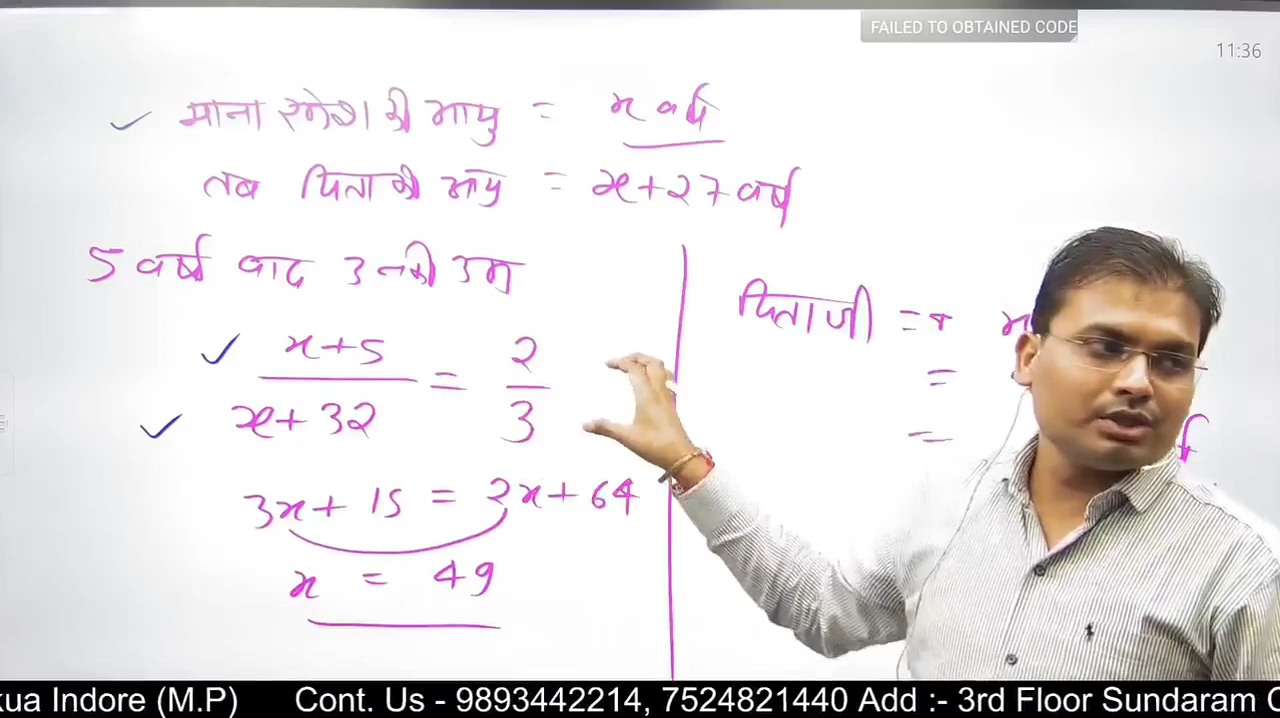 FAILED TO OBTAINED CODE
11:36
माना रमेश की आयु = x वर्ष
तब पिता की आयु = x+27 वर्ष
5 वर्ष बाद उनकी उम्र
x+5 / x+32 = 2/3
3x+15 = 2x+64
x = 49
पिताजी =
=
=
kua Indore (M.P) Cont. Us - 9893442214, 7524821440 Add :- 3rd Floor Sundaram